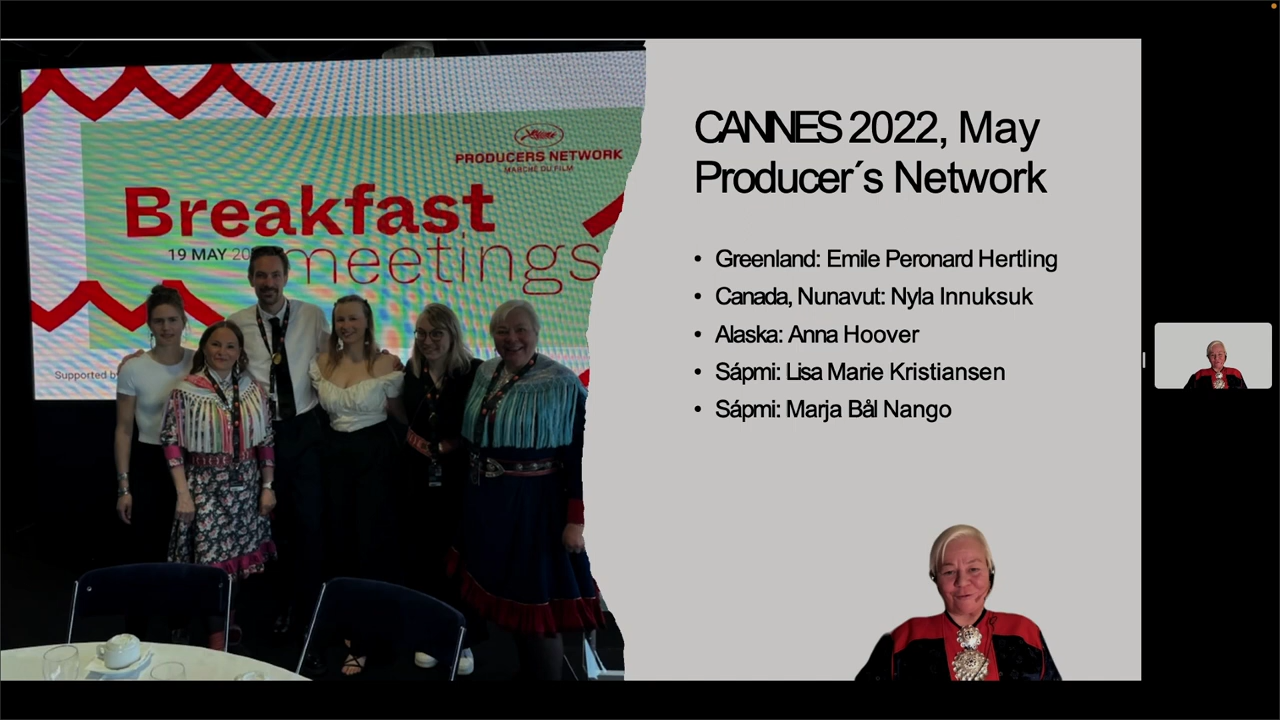 PRODUCERS NETWORK
MARCHÉ DU FILM
Breakfast
19 MAY 20
meetings
Supported by
CANNES 2022, May
Producer´s Network
• Greenland: Emile Peronard Hertling
• Canada, Nunavut: Nyla Innuksuk
• Alaska: Anna Hoover
• Sápmi: Lisa Marie Kristiansen
• Sápmi: Marja Bål Nango